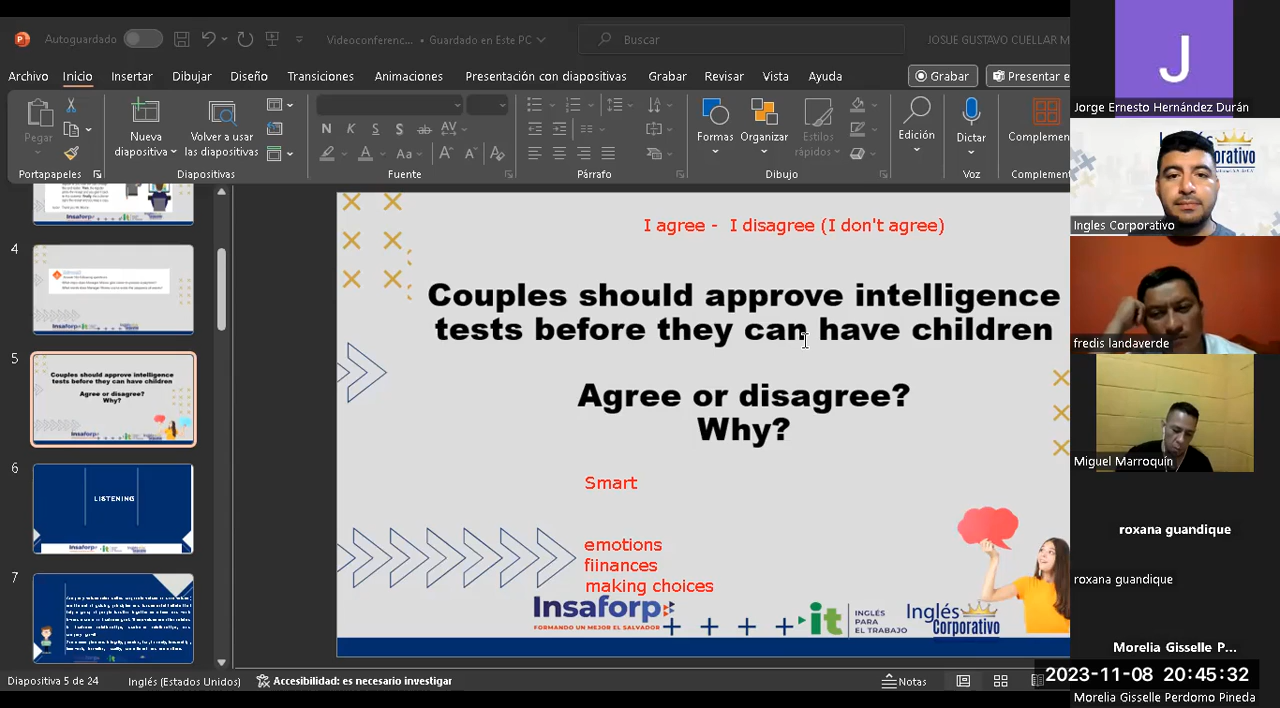 Autoguardado
Videoconferenc... • Guardado en Este PC
Buscar
JOSUE GUSTAVO CUELLAR M
Archivo Inicio Insertar Dibujar Diseño Transiciones Animaciones Presentación con diapositivas Grabar Revisar Vista Ayuda
Grabar
Presentar e
Pegar
Nueva diapositiva
Volver a usar las diapositivas
Formas
Organizar
Estilos rápidos
Edición
Dictar
Complemen
Portapapeles
Diapositivas
Fuente
Párrafo
Dibujo
Voz
Complement
4
5
Couples should approve intelligence
tests before they can have children
Agree or disagree?
Why?
6
LISTENING
7
I agree - I disagree (I don't agree)
Couples should approve intelligence
tests before they can have children
Agree or disagree?
Why?
Smart
emotions
fiinances
making choices
Insaforp
FORMANDO UN MEJOR EL SALVADOR
it
INGLÉS
PARA
EL TRABAJO
Inglés
Corporativo
Diapositiva 5 de 24
Inglés (Estados Unidos)
Accesibilidad: es necesario investigar
Notas
J
Jorge Ernesto Hernández Durán
Ingles Corporativo
fredis landaverde
Miguel Marroquín
roxana guandique
roxana guandique
Morelia Gisselle P...
2023-11-08 20:45:32
Morelia Gisselle Perdomo Pineda